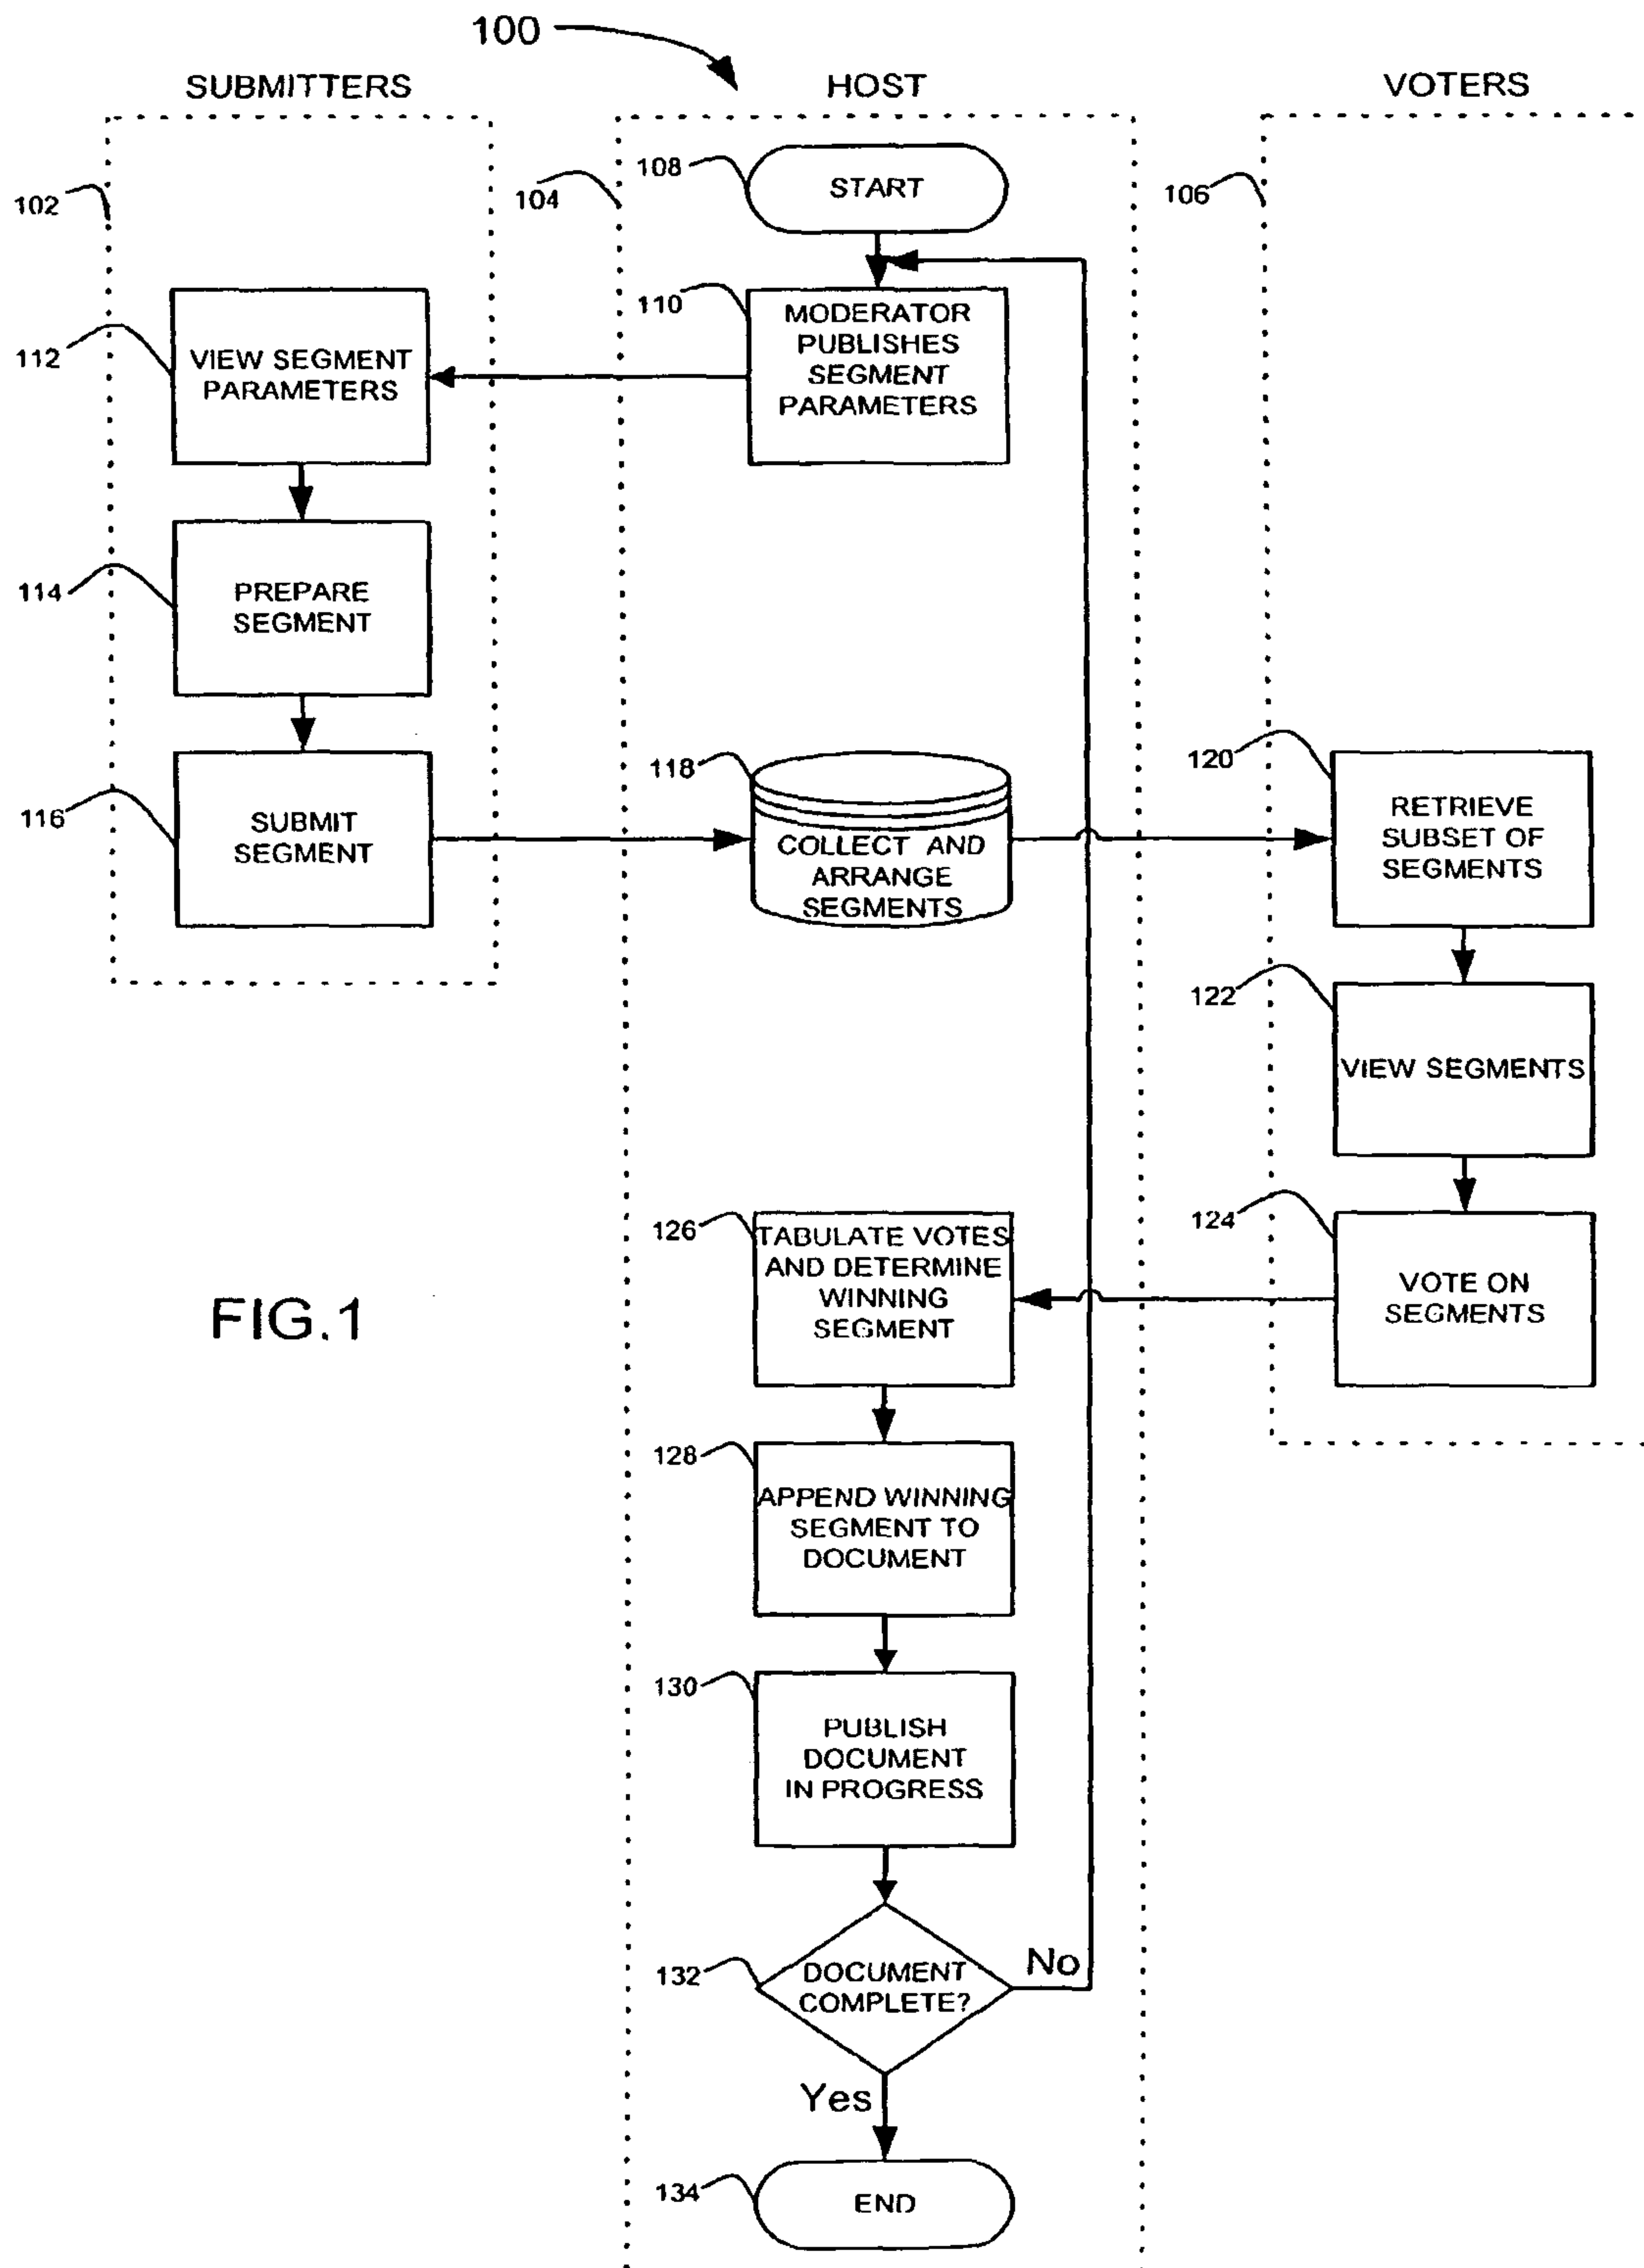 100
SUBMITTERS
HOST
VOTERS
102
104
106
108
START
110
MODERATOR
PUBLISHES
SEGMENT
PARAMETERS
112
VIEW SEGMENT
PARAMETERS
114
PREPARE
SEGMENT
116
SUBMIT
SEGMENT
118
COLLECT AND
ARRANGE
SEGMENTS
120
RETRIEVE
SUBSET OF
SEGMENTS
122
VIEW SEGMENTS
124
VOTE ON
SEGMENTS
126
TABULATE VOTES
AND DETERMINE
WINNING
SEGMENT
FIG.1
128
APPEND WINNING
SEGMENT TO
DOCUMENT
130
PUBLISH
DOCUMENT
IN PROGRESS
132
DOCUMENT
COMPLETE?
No
Yes
134
END